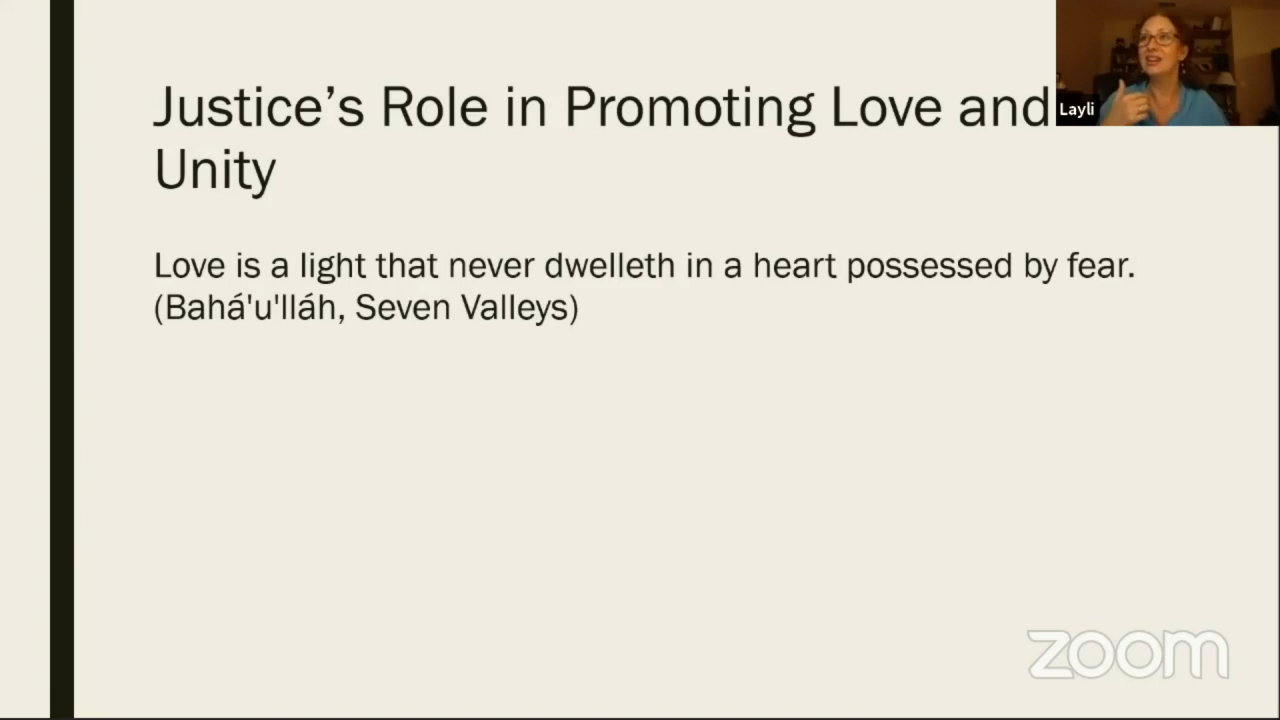 Justice’s Role in Promoting Love and
Unity
Layli
Love is a light that never dwelleth in a heart possessed by fear.
(Bahá'u'lláh, Seven Valleys)
zoom